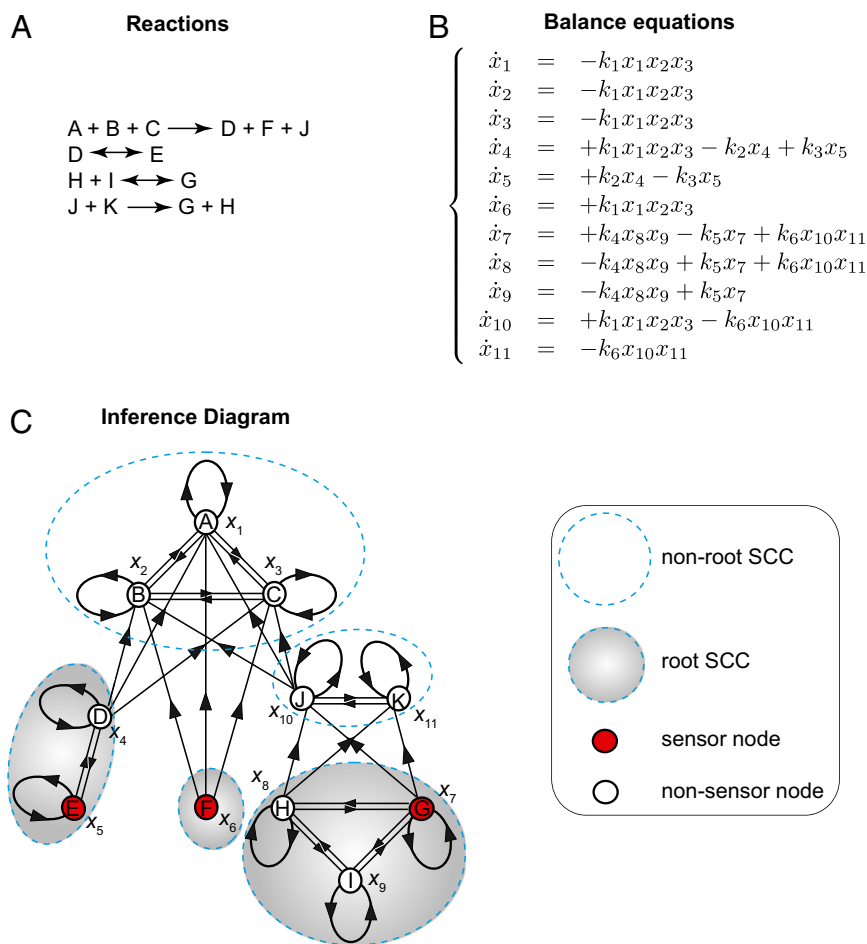 A
Reactions
A + B + C ⟶ D + F + J
D ⟷ E
H + I ⟷ G
J + K ⟶ G + H
B
Balance equations
ẋ₁ = −k₁x₁x₂x₃
ẋ₂ = −k₁x₁x₂x₃
ẋ₃ = −k₁x₁x₂x₃
ẋ₄ = +k₁x₁x₂x₃ − k₂x₄ + k₃x₅
ẋ₅ = +k₂x₄ − k₃x₅
ẋ₆ = +k₁x₁x₂x₃
ẋ₇ = +k₄x₈x₉ − k₅x₇ + k₆x₁₀x₁₁
ẋ₈ = −k₄x₈x₉ + k₅x₇ + k₆x₁₀x₁₁
ẋ₉ = −k₄x₈x₉ + k₅x₇
ẋ₁₀ = +k₁x₁x₂x₃ − k₆x₁₀x₁₁
ẋ₁₁ = −k₆x₁₀x₁₁
C
Inference Diagram
A x₁
x₂ x₃
B C
J K
x₁₀ x₁₁
D
x₄
x₈ x₇
E F H G
x₅ x₆
I x₉
non-root SCC
root SCC
sensor node
non-sensor node